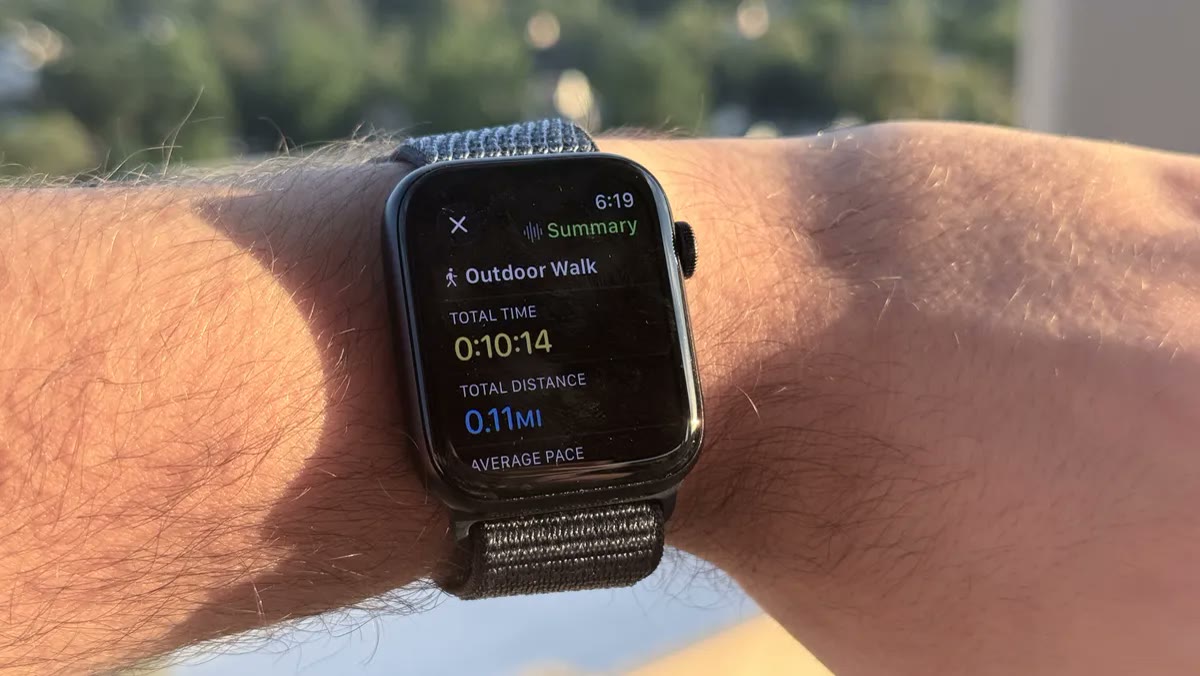 6:19
Summary
Outdoor Walk
TOTAL TIME
0:10:14
TOTAL DISTANCE
0.11MI
AVERAGE PACE